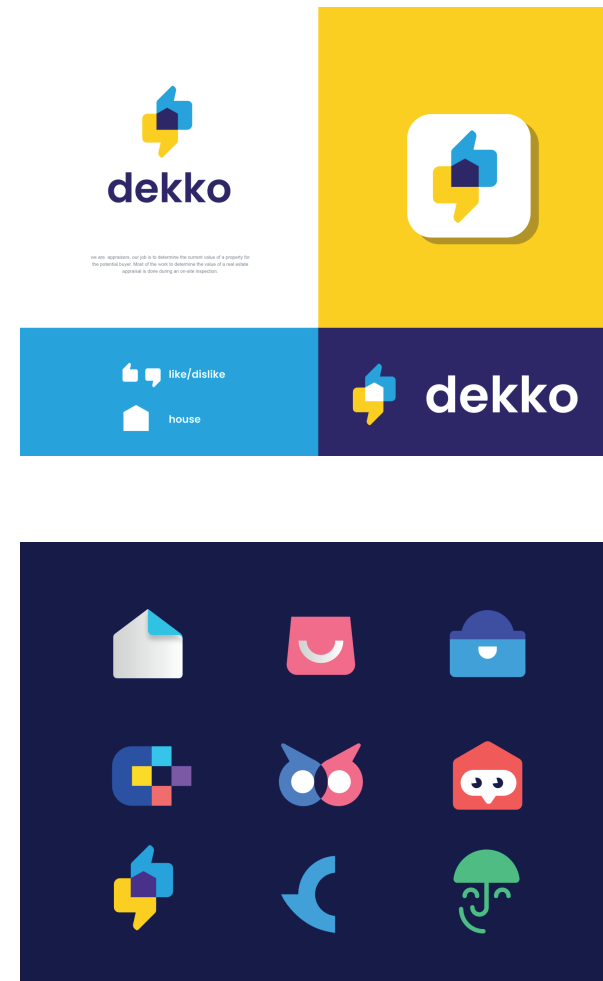 dekko
we are appraisers, our job is to determine the current value of a property for
the potential buyer. Most of the work to determine the value of a real estate
appraisal is done during an on-site inspection.
like/dislike
house
dekko